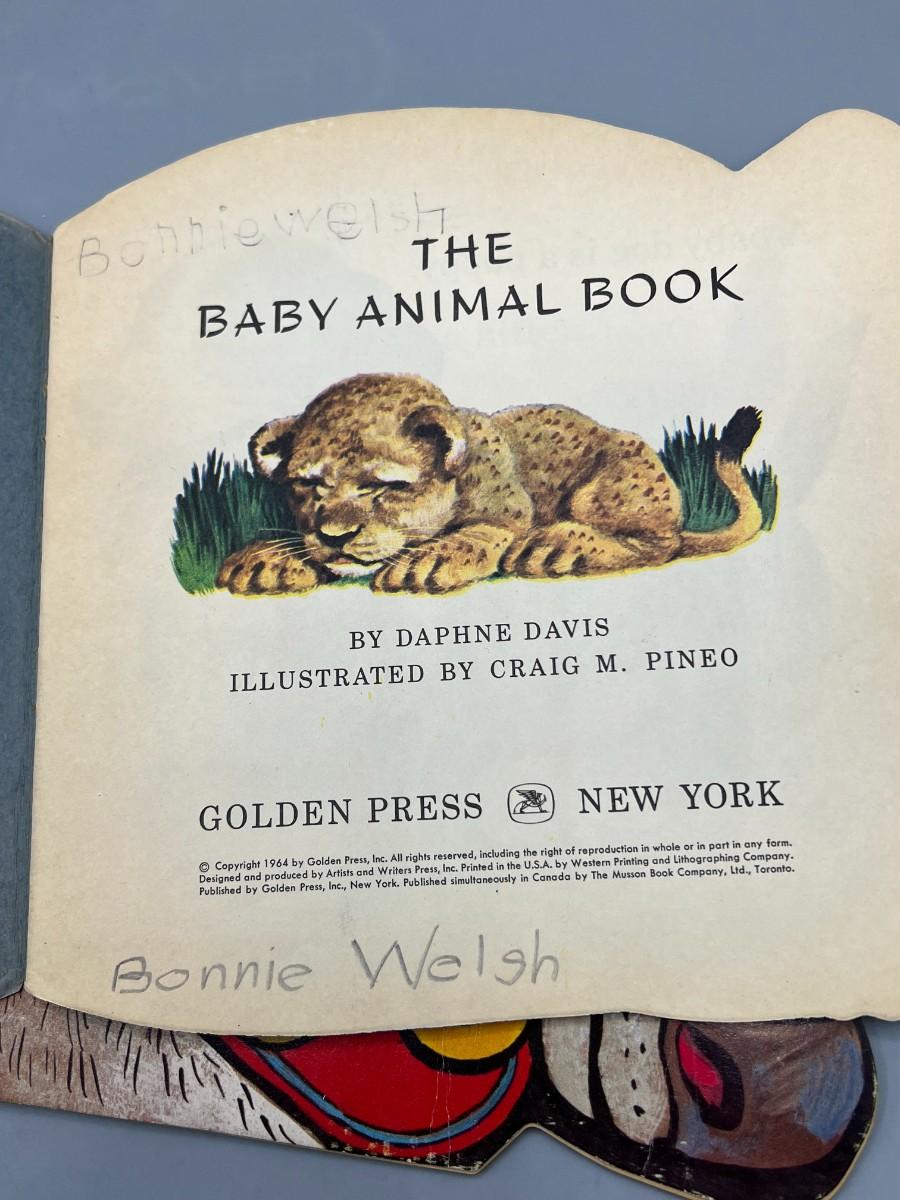 Bonnie Welsh
THE
BABY ANIMAL BOOK
BY DAPHNE DAVIS
ILLUSTRATED BY CRAIG M. PINEO
GOLDEN PRESS NEW YORK
© Copyright 1964 by Golden Press, Inc. All rights reserved, including the right of reproduction in whole or in part in any form.
Designed and produced by Artists and Writers Press, Inc. Printed in the U.S.A. by Western Printing and Lithographing Company.
Published by Golden Press, Inc., New York. Published simultaneously in Canada by The Musson Book Company, Ltd., Toronto.
Bonnie Welsh